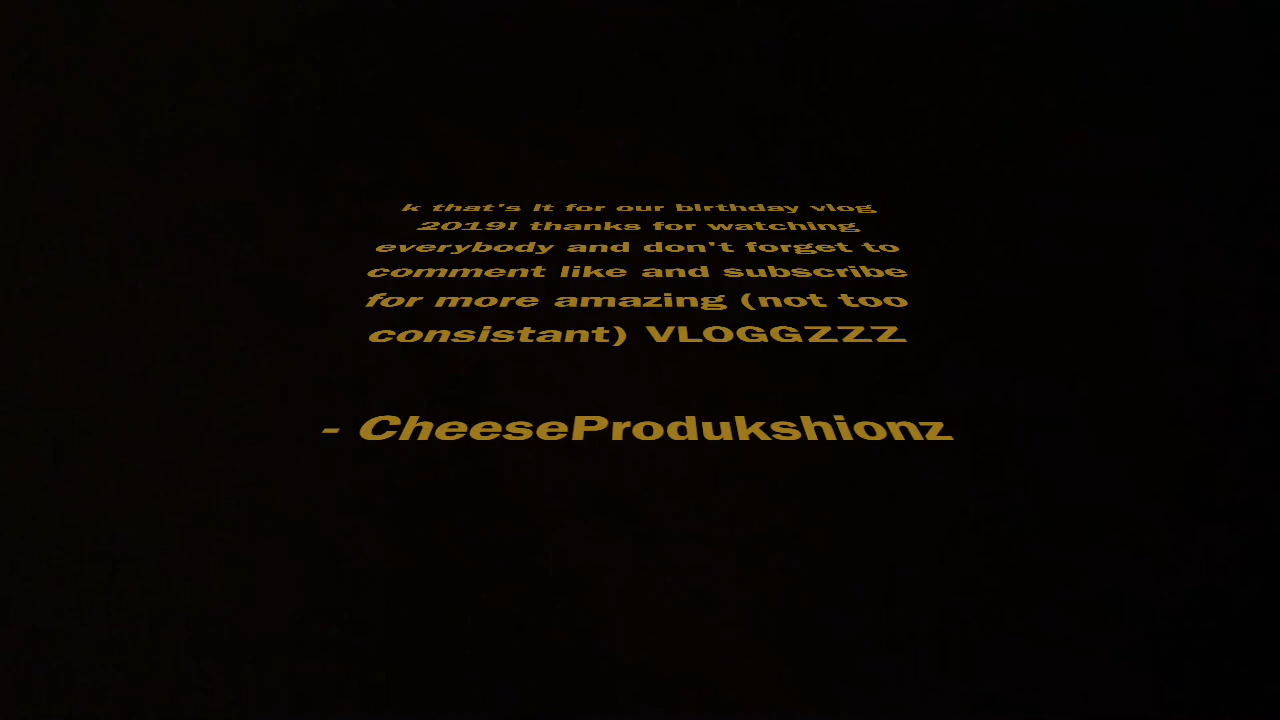 k that's it for our birthday vlog
2019! thanks for watching
everybody and don't forget to
comment like and subscribe
for more amazing (not too
consistant) VLOGGZZZ
- CheeseProdukshionz